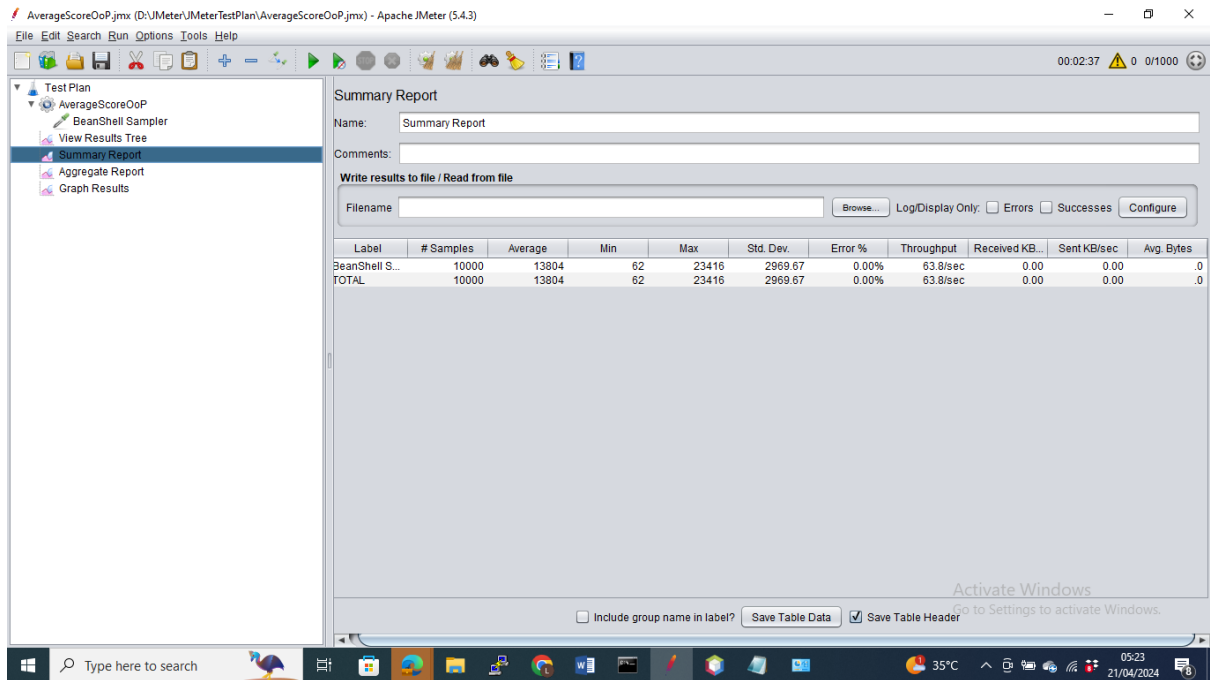 AverageScoreOoP.jmx (D:\JMeter\JMeterTestPlan\AverageScoreOoP.jmx) - Apache JMeter (5.4.3)
File Edit Search Run Options Tools Help
00:02:37 0 0/1000
Test Plan
AverageScoreOoP
BeanShell Sampler
View Results Tree
Summary Report
Aggregate Report
Graph Results
Summary Report
Name: Summary Report
Comments:
Write results to file / Read from file
Filename Browse... Log/Display Only: Errors Successes Configure
Label # Samples Average Min Max Std. Dev. Error % Throughput Received KB... Sent KB/sec Avg. Bytes
BeanShell S... 10000 13804 62 23416 2969.67 0.00% 63.8/sec 0.00 0.00 .0
TOTAL 10000 13804 62 23416 2969.67 0.00% 63.8/sec 0.00 0.00 .0
Activate Windows
Go to Settings to activate Windows.
Include group name in label? Save Table Data Save Table Header
Type here to search 35°C 05:23
21/04/2024 8